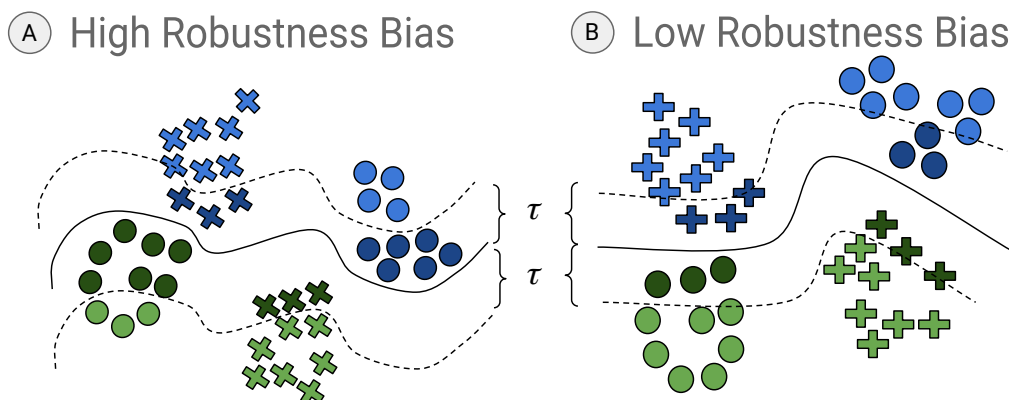 A High Robustness Bias
B Low Robustness Bias
τ
τ